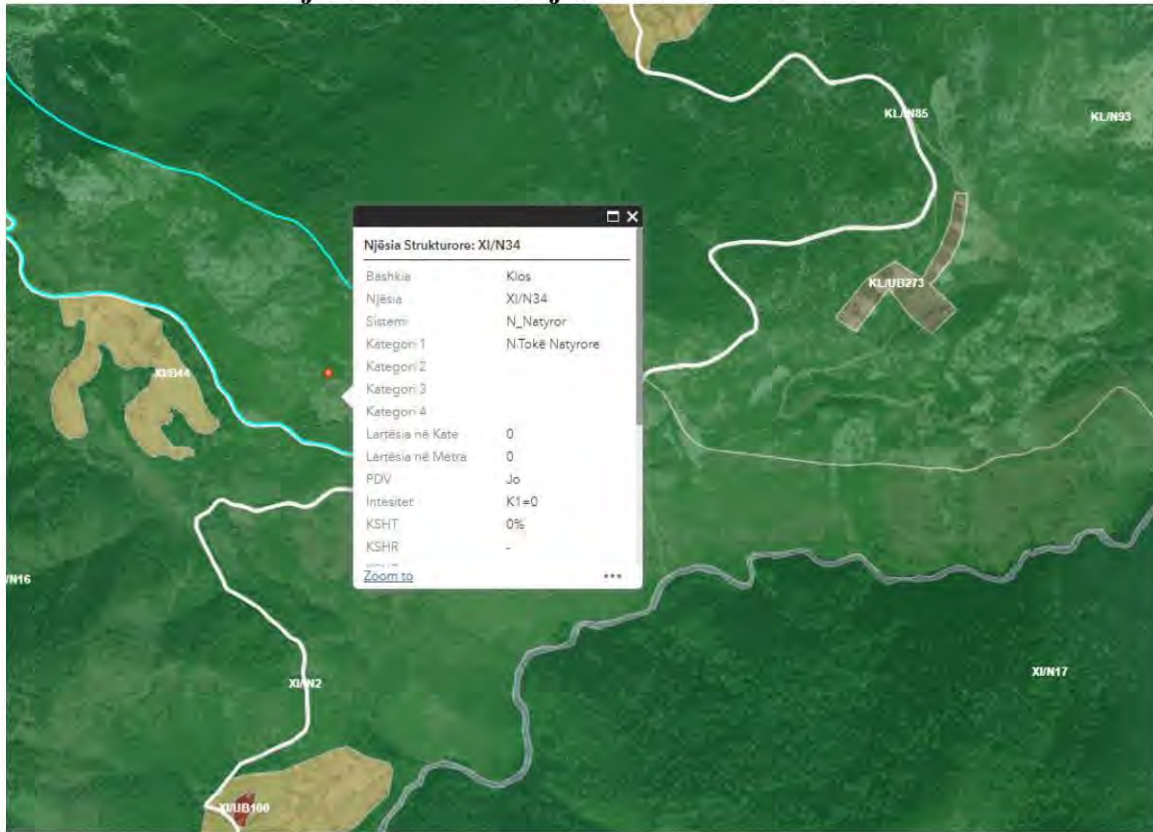 KL/N85
KL/N93
Njësia Strukturore: XI/N34
Bashkia Klos
Njësia XI/N34
Sistemi N_Natyror
Kategori 1 N.Tokë Natyrore
Kategori 2
Kategori 3
Kategori 4
Lartësia në Kate 0
Lartësia në Metra 0
PDV Jo
Intesitet K1=0
KSHT 0%
KSHR -
Zoom to
KL/UB273
/N16
XI/N2
XI/N17
XI/UB100